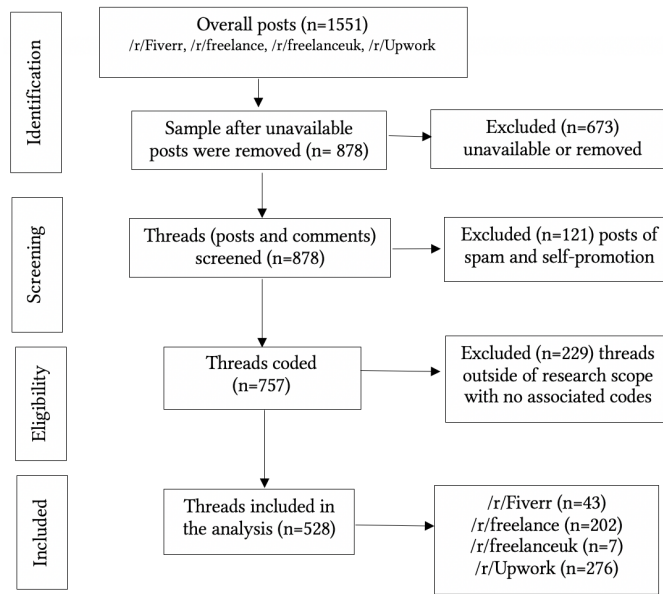 Identification
Overall posts (n=1551)
/r/Fiverr, /r/freelance, /r/freelanceuk, /r/Upwork
Sample after unavailable
posts were removed (n= 878)
Excluded (n=673)
unavailable or removed
Screening
Threads (posts and comments)
screened (n=878)
Excluded (n=121) posts of
spam and self-promotion
Eligibility
Threads coded
(n=757)
Excluded (n=229) threads
outside of research scope
with no associated codes
Included
Threads included in
the analysis (n=528)
/r/Fiverr (n=43)
/r/freelance (n=202)
/r/freelanceuk (n=7)
/r/Upwork (n=276)